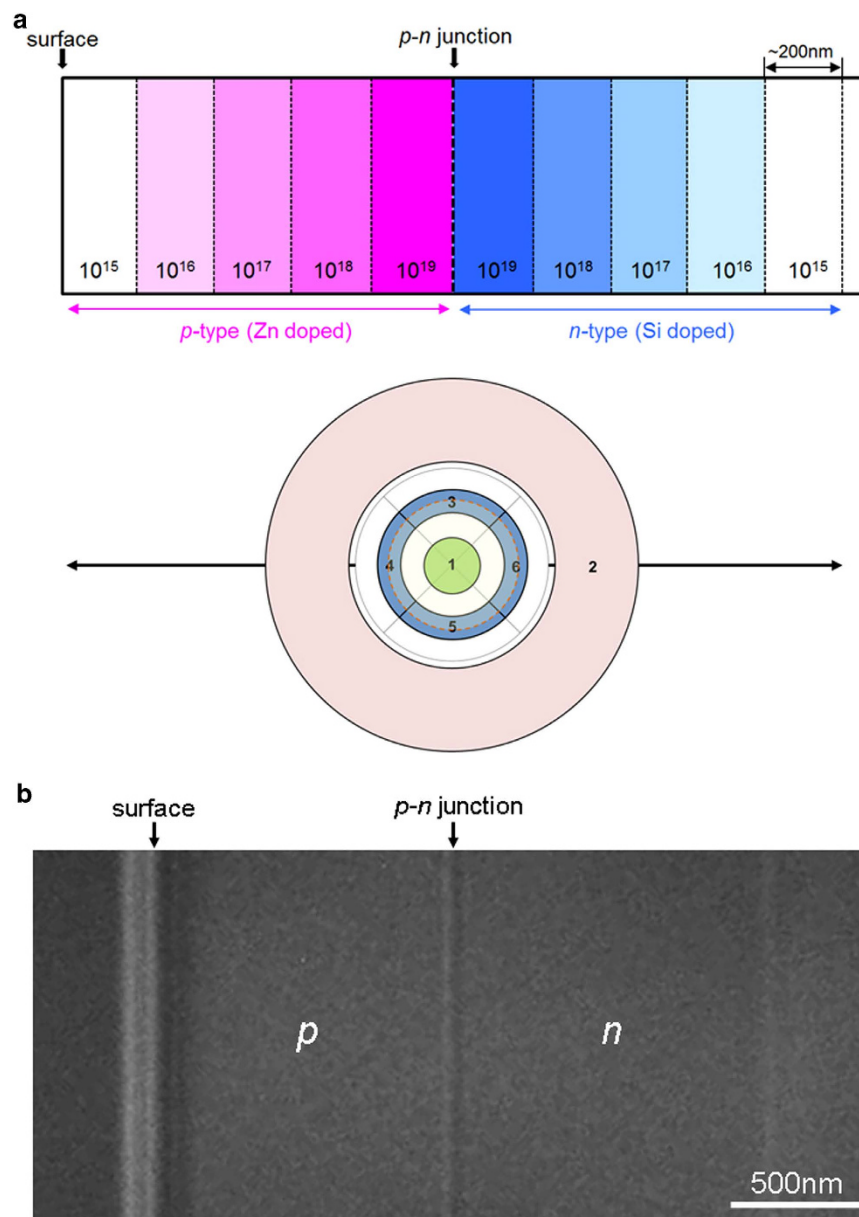 a
surface
p-n junction
~200nm
10¹⁵ 10¹⁶ 10¹⁷ 10¹⁸ 10¹⁹ 10¹⁹ 10¹⁸ 10¹⁷ 10¹⁶ 10¹⁵
p-type (Zn doped) n-type (Si doped)
3
4 1 6 2
5
b
surface p-n junction
p n
500nm